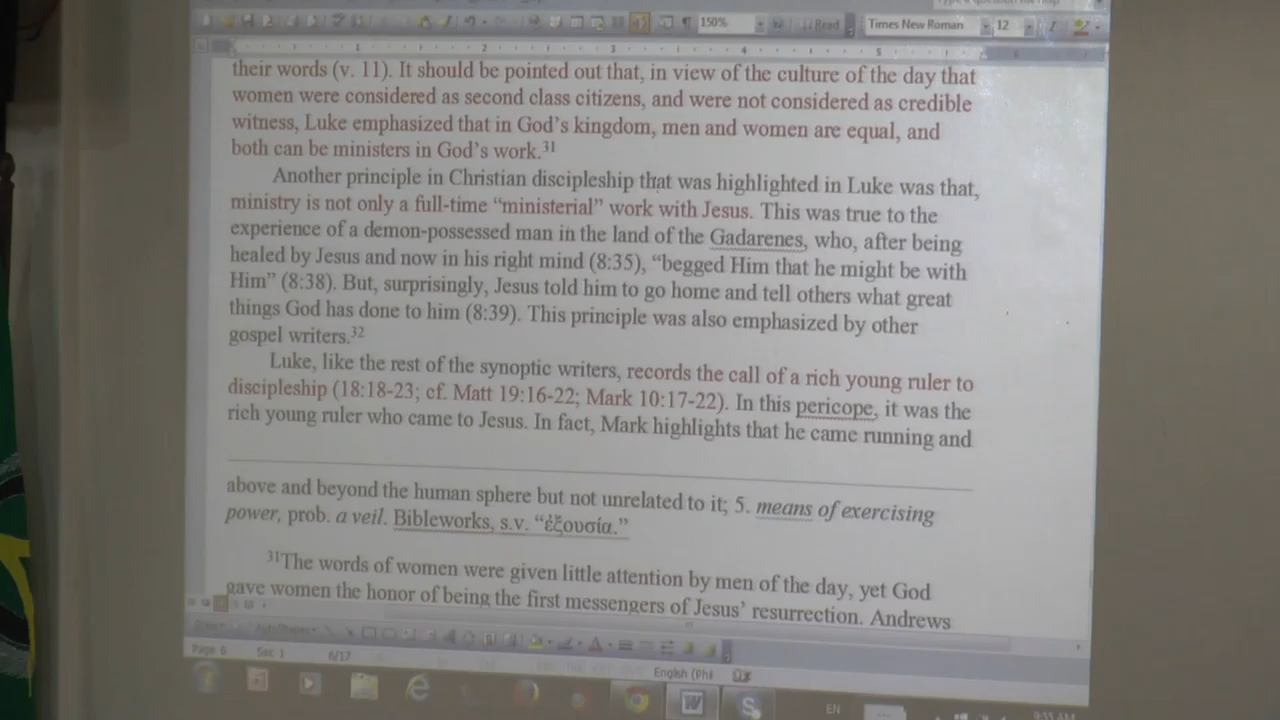 150%
Read
Times New Roman
12
their words (v. 11). It should be pointed out that, in view of the culture of the day that
women were considered as second class citizens, and were not considered as credible
witness, Luke emphasized that in God's kingdom, men and women are equal, and
both can be ministers in God's work.31
Another principle in Christian discipleship that was highlighted in Luke was that,
ministry is not only a full-time “ministerial” work with Jesus. This was true to the
experience of a demon-possessed man in the land of the Gadarenes, who, after being
healed by Jesus and now in his right mind (8:35), “begged Him that he might be with
Him” (8:38). But, surprisingly, Jesus told him to go home and tell others what great
things God has done to him (8:39). This principle was also emphasized by other
gospel writers.32
Luke, like the rest of the synoptic writers, records the call of a rich young ruler to
discipleship (18:18-23; cf. Matt 19:16-22; Mark 10:17-22). In this pericope, it was the
rich young ruler who came to Jesus. In fact, Mark highlights that he came running and
above and beyond the human sphere but not unrelated to it; 5. means of exercising
power, prob. a veil. Bibleworks, s.v. “ἐξουσία.”
31The words of women were given little attention by men of the day, yet God
gave women the honor of being the first messengers of Jesus' resurrection. Andrews
Page 6 Sec 1 6/17
English (Phil
EN
9:55 AM